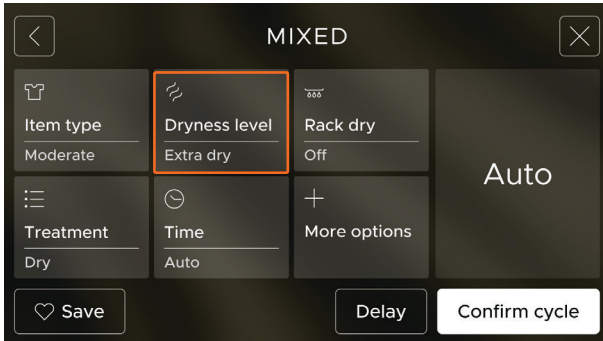 MIXED
Item type
Moderate
Dryness level
Extra dry
Rack dry
Off
Auto
Treatment
Dry
Time
Auto
More options
Save
Delay
Confirm cycle